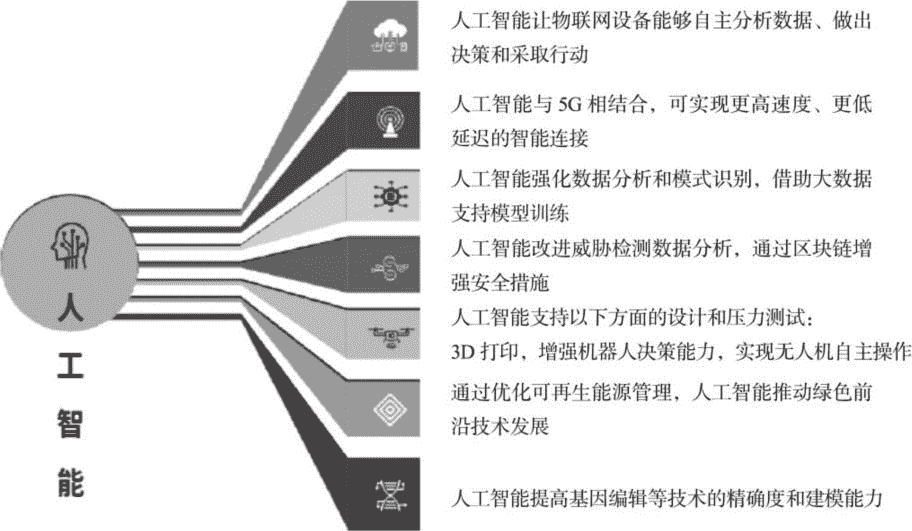 人工智能让物联网设备能够自主分析数据、做出
决策和采取行动
人工智能与 5G 相结合，可实现更高速度、更低
延迟的智能连接
人工智能强化数据分析和模式识别，借助大数据
支持模型训练
人工智能改进威胁检测数据分析，通过区块链增
强安全措施
人工智能支持以下方面的设计和压力测试：
3D 打印，增强机器人决策能力，实现无人机自主操作
通过优化可再生能源管理，人工智能推动绿色前
沿技术发展
人工智能提高基因编辑等技术的精确度和建模能力
人
工
智
能